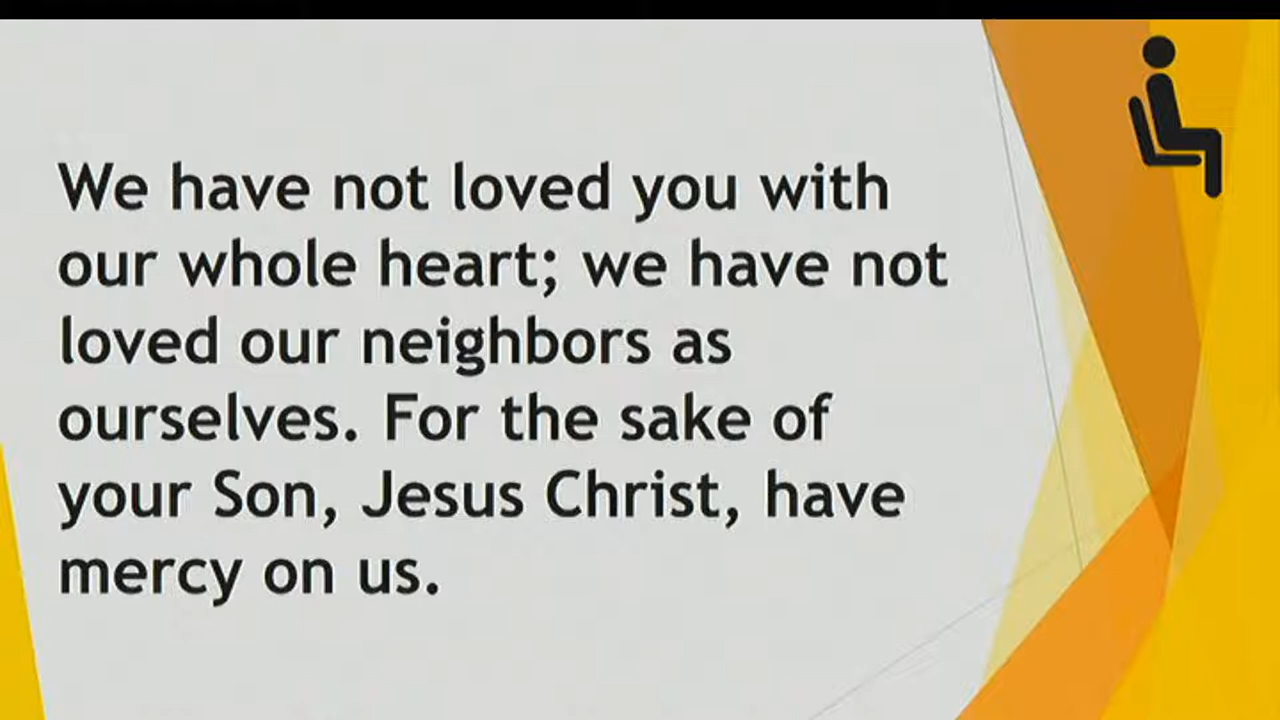 We have not loved you with
our whole heart; we have not
loved our neighbors as
ourselves. For the sake of
your Son, Jesus Christ, have
mercy on us.